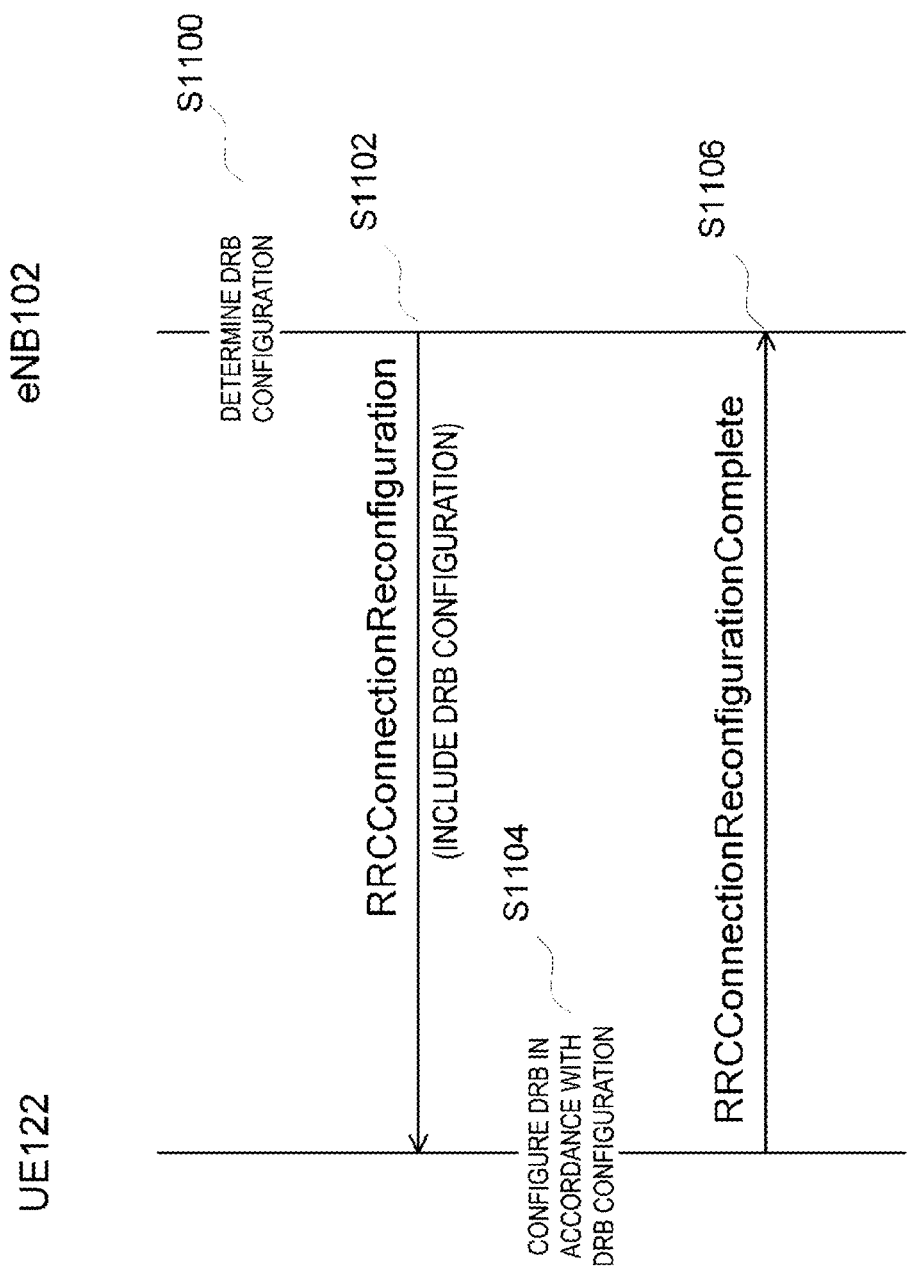 UE122
eNB102
DETERMINE DRB
CONFIGURATION
S1100
RRCConnectionReconfiguration
S1102
(INCLUDE DRB CONFIGURATION)
S1104
CONFIGURE DRB IN
ACCORDANCE WITH
DRB CONFIGURATION
RRCConnectionReconfigurationComplete
S1106